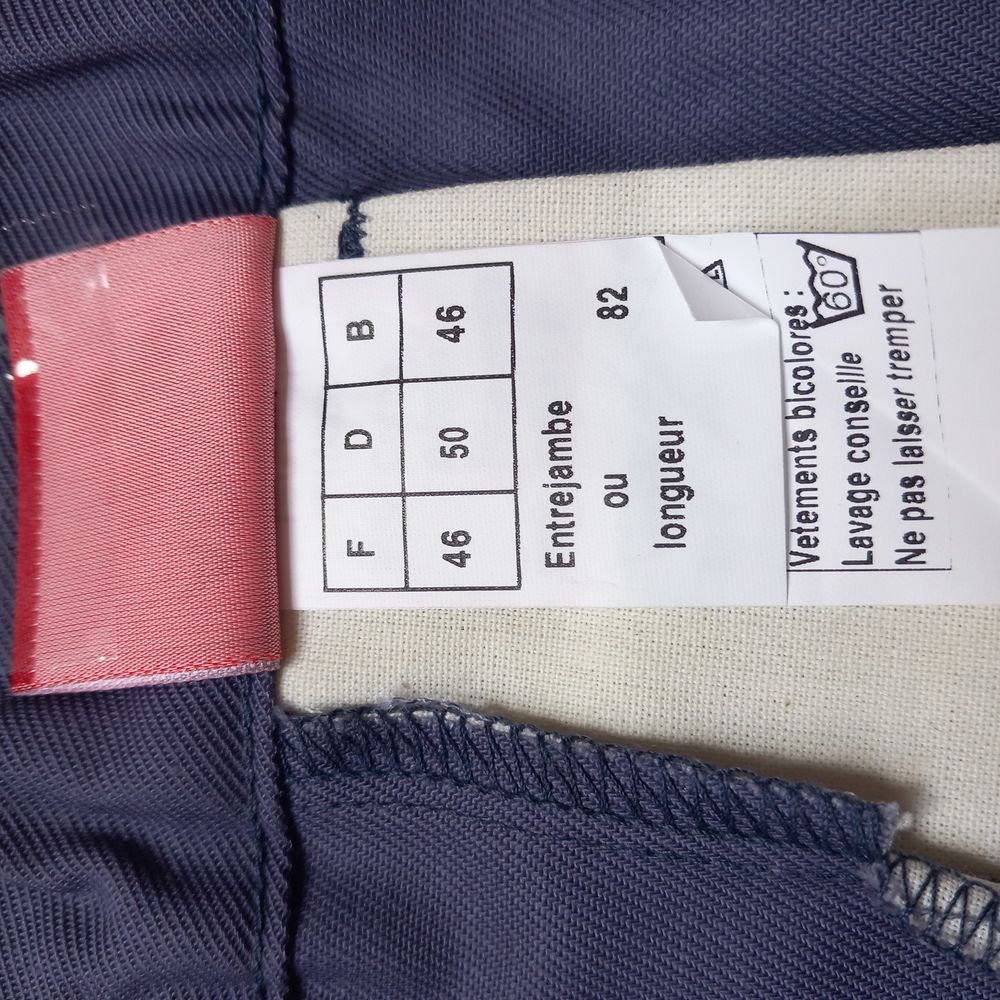 F D B
46 50 46
Entrejambe
ou 82
longueur
Vetements bicolores :
Lavage conseille 60°
Ne pas laisser tremper